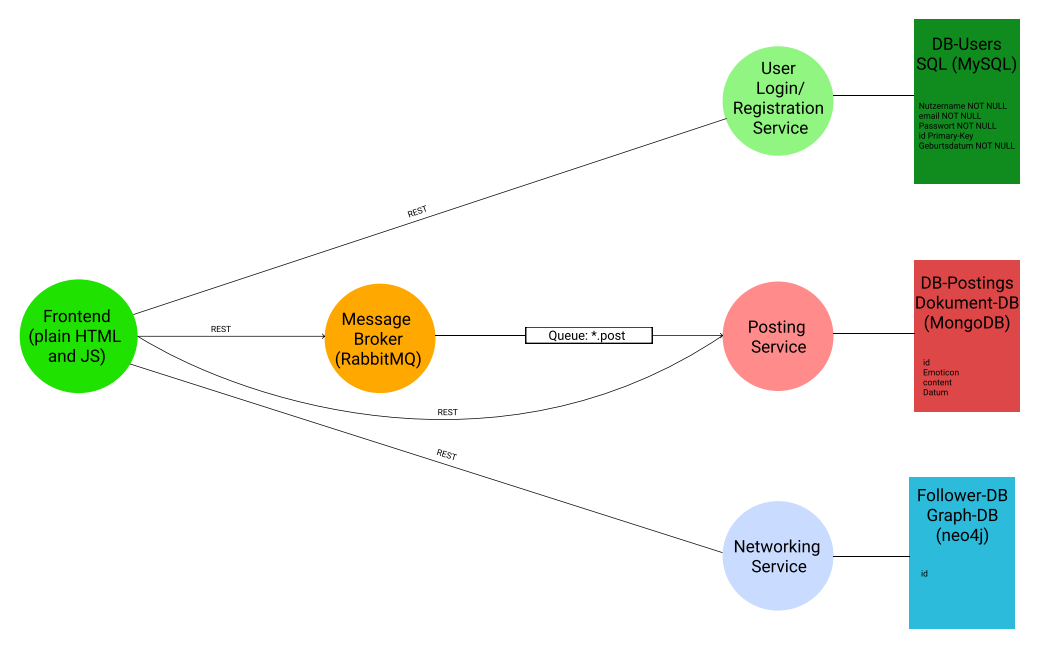 DB-Users
SQL (MySQL)
Nutzername NOT NULL
email NOT NULL
Passwort NOT NULL
id Primary-Key
Geburtsdatum NOT NULL
User
Login/
Registration
Service
REST
Frontend
(plain HTML
and JS)
REST
Message
Broker
(RabbitMQ)
Queue: *.post
Posting
Service
DB-Postings
Dokument-DB
(MongoDB)
id
Emoticon
content
Datum
REST
REST
Networking
Service
Follower-DB
Graph-DB
(neo4j)
id